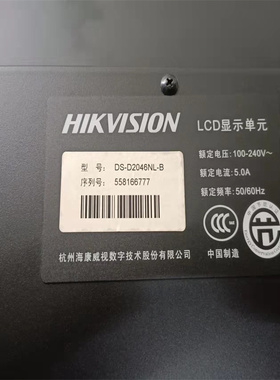 HIKVISION
LCD显示单元
型 号: DS-D2046NL-B
序列号: 558166777
额定电压: 100-240V~
额定电流: 5.0A
额定频率: 50/60Hz
中国制造
杭州海康威视数字技术股份有限公司